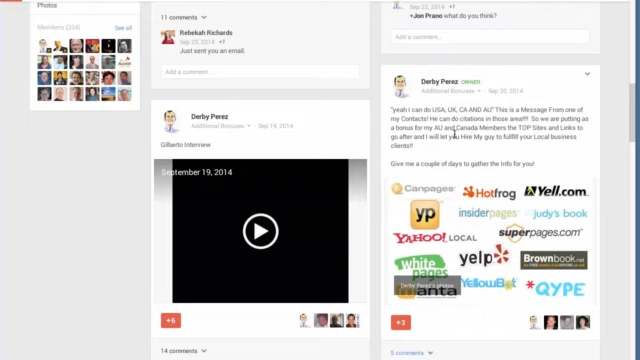 Photos
Members (334)
See all
11 comments
Rebekah Richards
Sep 23, 2014 +1
Just sent you an email.
Add a comment...
Derby Perez
Additional Bonuses - Sep 19, 2014
Gilberto Interview
September 19, 2014
+6
14 comments
Sep 22, 2014 +1
+Jon Prano what do you think?
Add a comment...
Derby Perez OWNER
Additional Bonuses - Sep 20, 2014
"yeah I can do USA, UK, CA AND AU" This is a Message From one of
my Contacts! He can do citations in those area!!!! So we are putting as
a bonus for my AU and Canada Members the TOP Sites and Links to
go after and I will let you Hire My guy to fullfill your Local business
clients!!
Give me a couple of days to gather the Info for you!
Canpages
Hotfrog
Yell.com
yp
insiderpages
judy's book
YAHOO! LOCAL
superpages.com
white pages
yelp
Brownbook.net
Derby Perez's photos
manta
YellowBot
QYPE
+3
5 comments